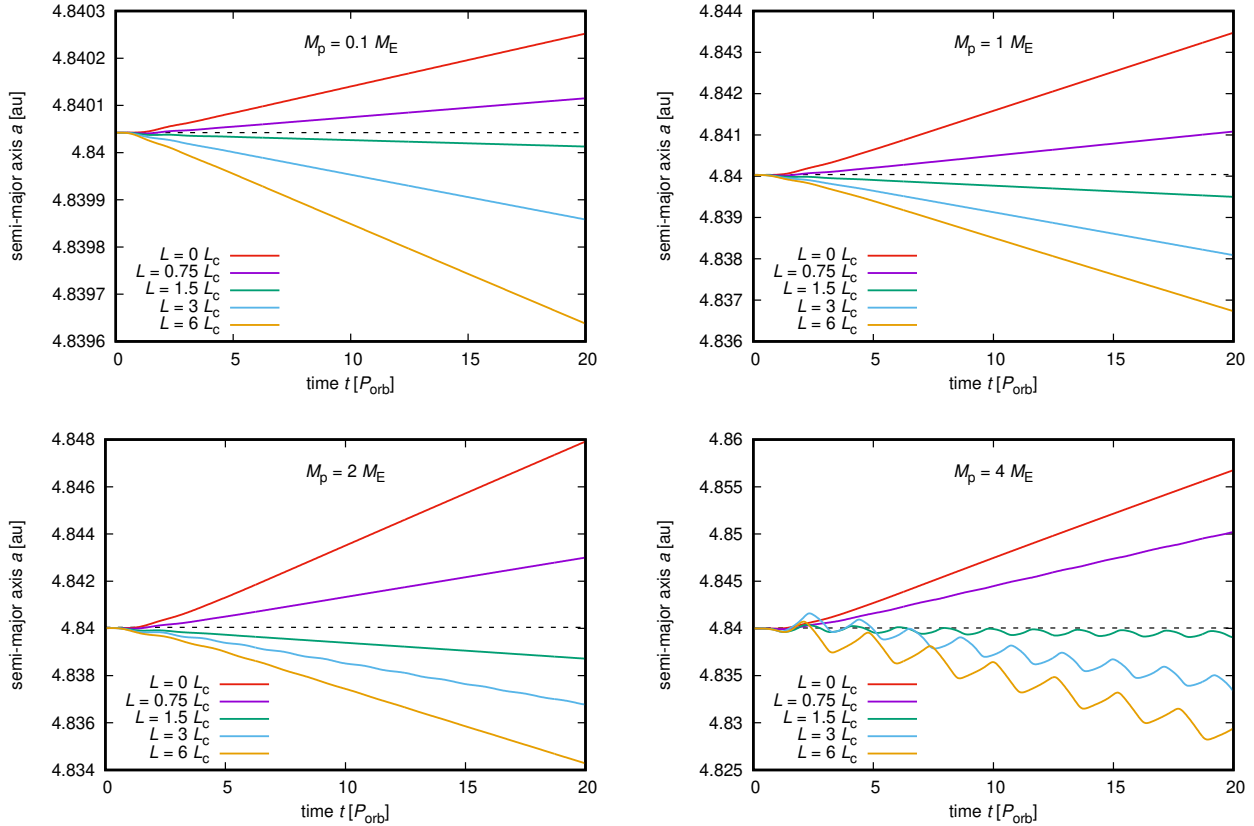 4.8403
4.8402
4.8401
4.84
4.8399
4.8398
4.8397
4.8396
semi-major axis a [au]
M_p = 0.1 M_E
L = 0 L_c
L = 0.75 L_c
L = 1.5 L_c
L = 3 L_c
L = 6 L_c
0 5 10 15 20
time t [P_orb]
4.844
4.843
4.842
4.841
4.84
4.839
4.838
4.837
4.836
semi-major axis a [au]
M_p = 1 M_E
L = 0 L_c
L = 0.75 L_c
L = 1.5 L_c
L = 3 L_c
L = 6 L_c
0 5 10 15 20
time t [P_orb]
4.848
4.846
4.844
4.842
4.84
4.838
4.836
4.834
semi-major axis a [au]
M_p = 2 M_E
L = 0 L_c
L = 0.75 L_c
L = 1.5 L_c
L = 3 L_c
L = 6 L_c
0 5 10 15 20
time t [P_orb]
4.86
4.855
4.85
4.845
4.84
4.835
4.83
4.825
semi-major axis a [au]
M_p = 4 M_E
L = 0 L_c
L = 0.75 L_c
L = 1.5 L_c
L = 3 L_c
L = 6 L_c
0 5 10 15 20
time t [P_orb]